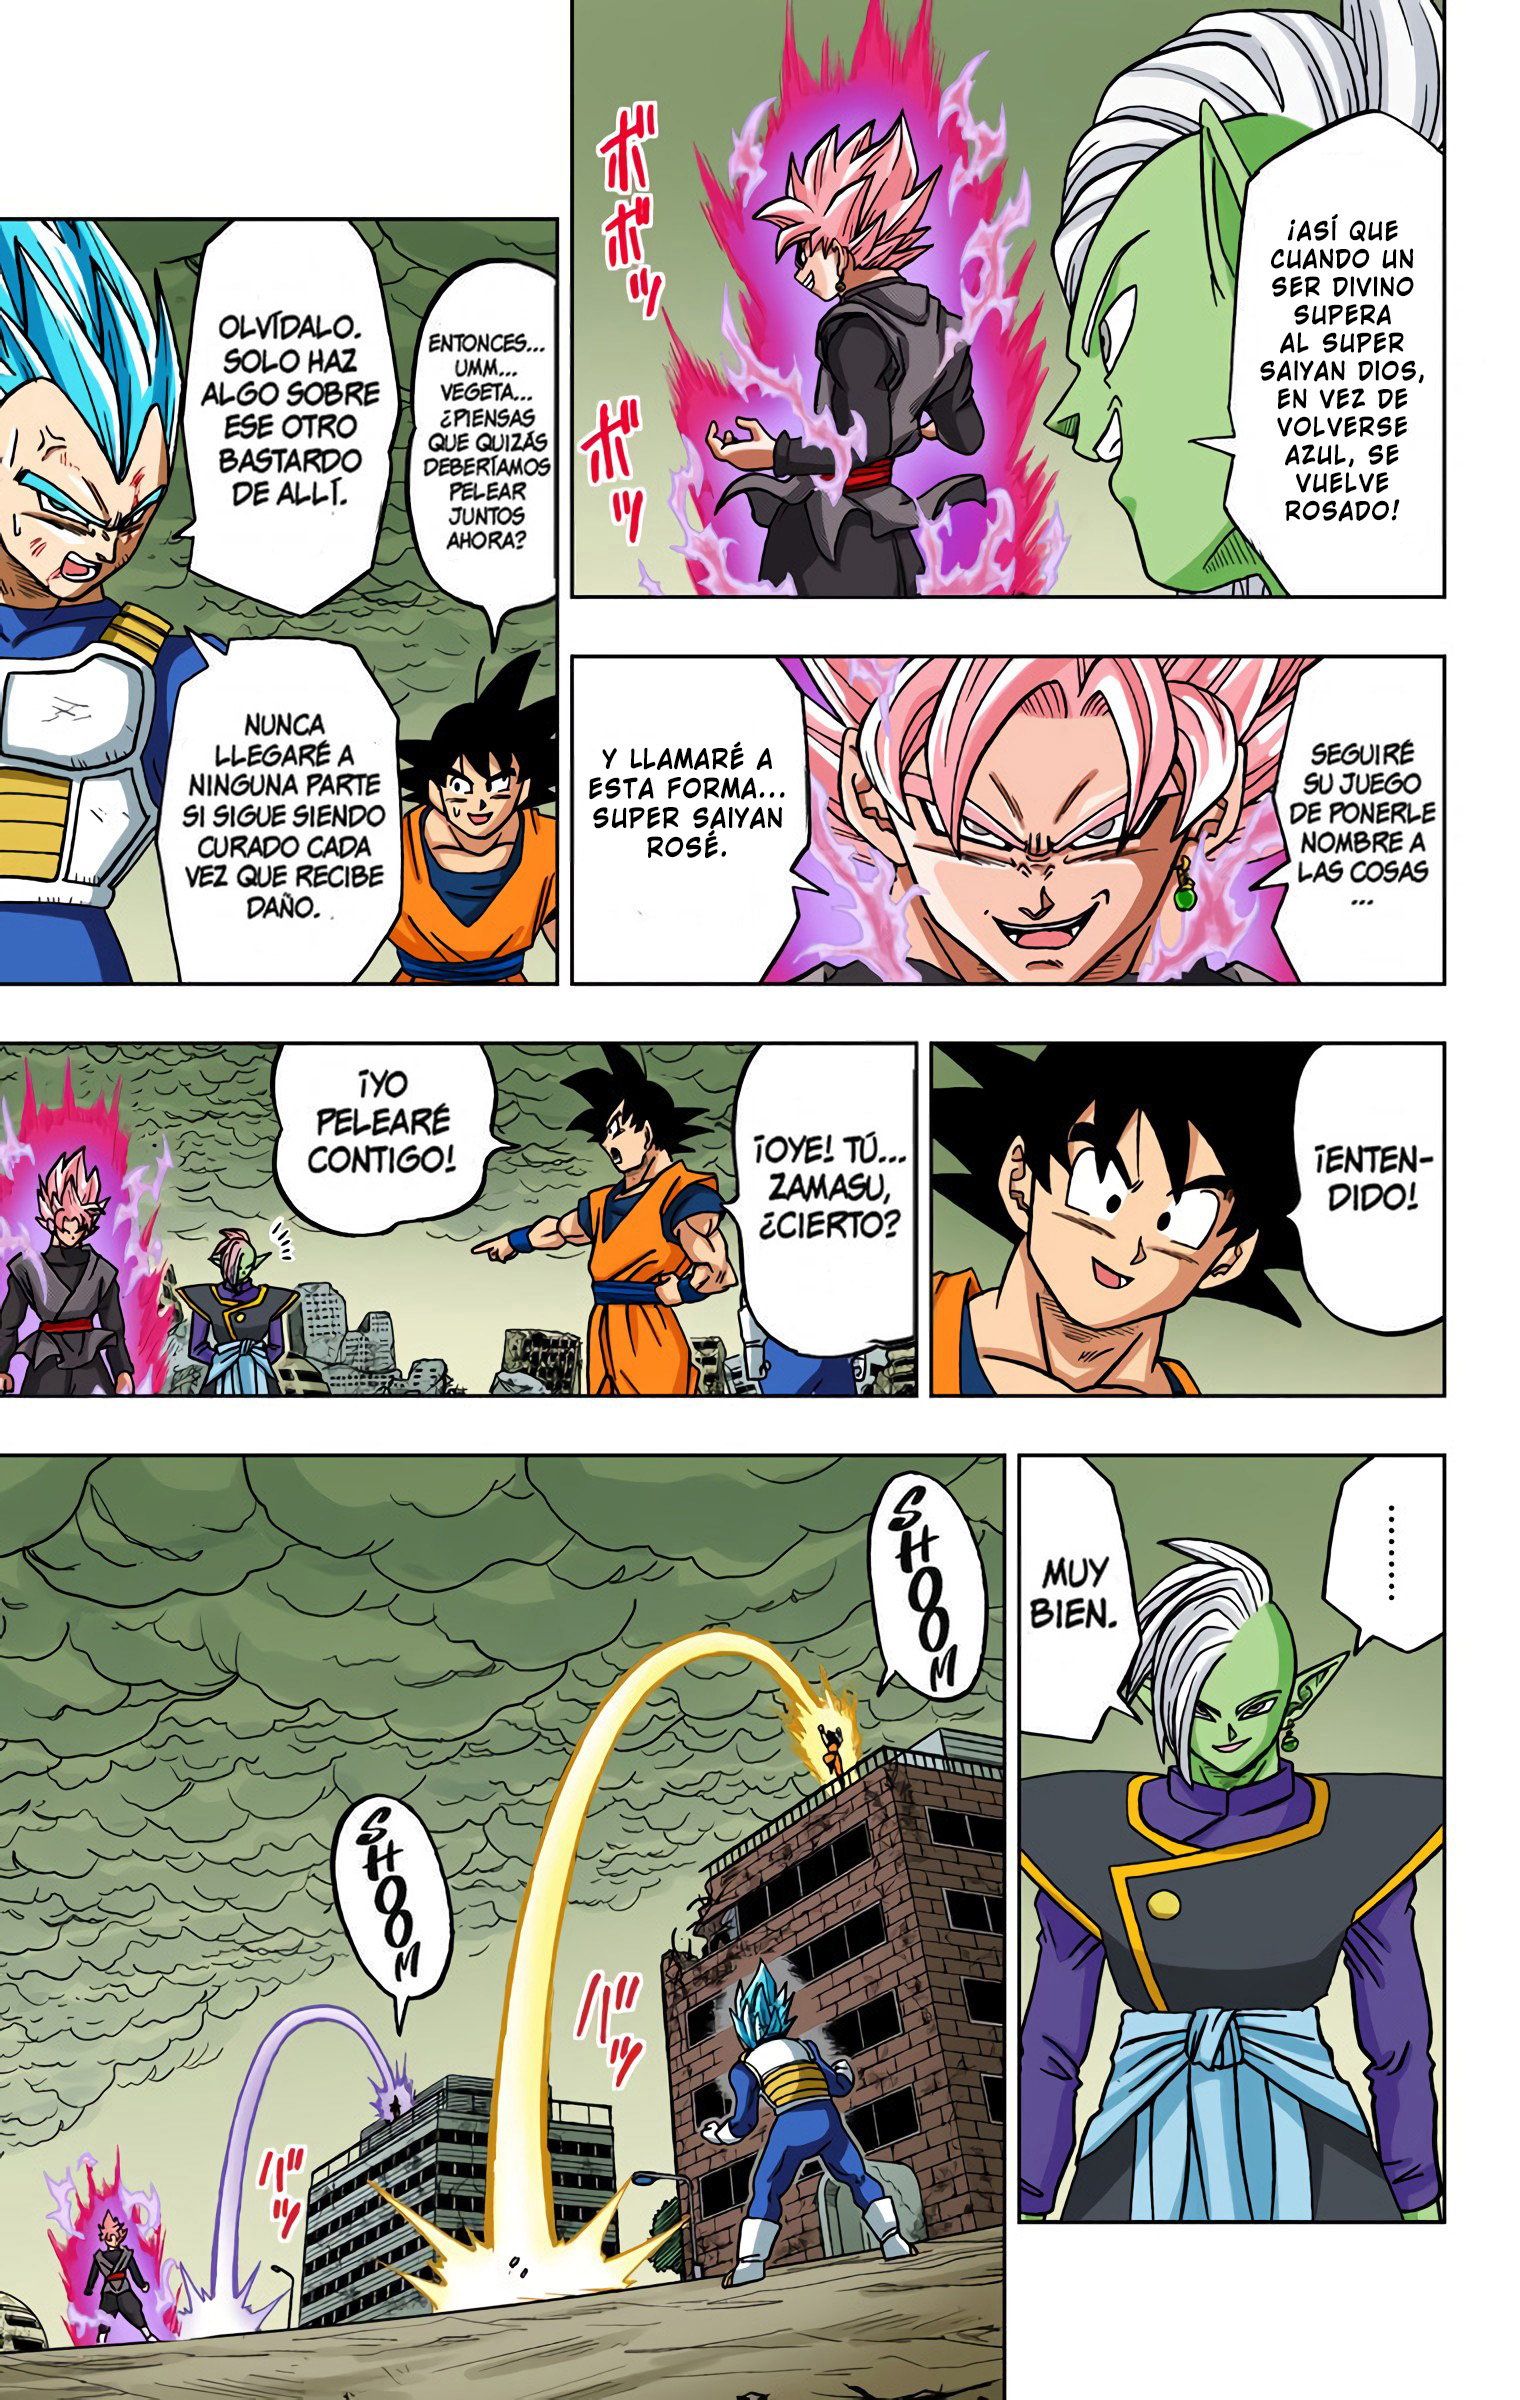 ¡ASÍ QUE
CUANDO UN
SER DIVINO
SUPERA
AL SUPER
SAIYAN DIOS,
EN VEZ DE
VOLVERSE
AZUL, SE
VUELVE
ROSADO!
ボボボッ
ボッ
SEGUIRÉ
SU JUEGO
DE PONERLE
NOMBRE A
LAS COSAS
...
Y LLAMARÉ A
ESTA FORMA...
SUPER SAIYAN
ROSÉ.
ENTONCES...
UMM...
VEGETA...
¿PIENSAS
QUE QUIZÁS
DEBERÍAMOS
PELEAR
JUNTOS
AHORA?
OLVÍDALO.
SOLO HAZ
ALGO SOBRE
ESE OTRO
BASTARDO
DE ALLÍ.
NUNCA
LLEGARÉ A
NINGUNA PARTE
SI SIGUE SIENDO
CURADO CADA
VEZ QUE RECIBE
DAÑO.
¡ENTEN-
DIDO!
¡OYE! TÚ...
ZAMASU,
¿CIERTO?
¡YO
PELEARÉ
CONTIGO!
.........
MUY
BIEN.
SHOOM
バッ
SHOOM
バッ